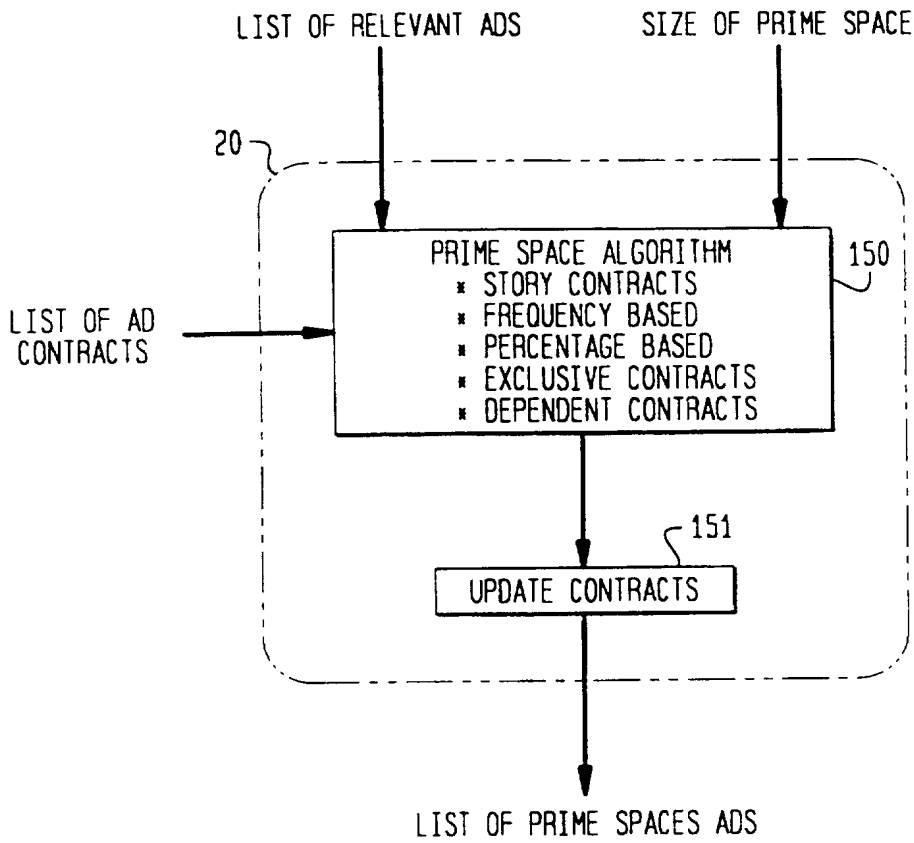 LIST OF RELEVANT ADS
SIZE OF PRIME SPACE
20
PRIME SPACE ALGORITHM
* STORY CONTRACTS
* FREQUENCY BASED
* PERCENTAGE BASED
* EXCLUSIVE CONTRACTS
* DEPENDENT CONTRACTS
150
LIST OF AD
CONTRACTS
151
UPDATE CONTRACTS
LIST OF PRIME SPACES ADS